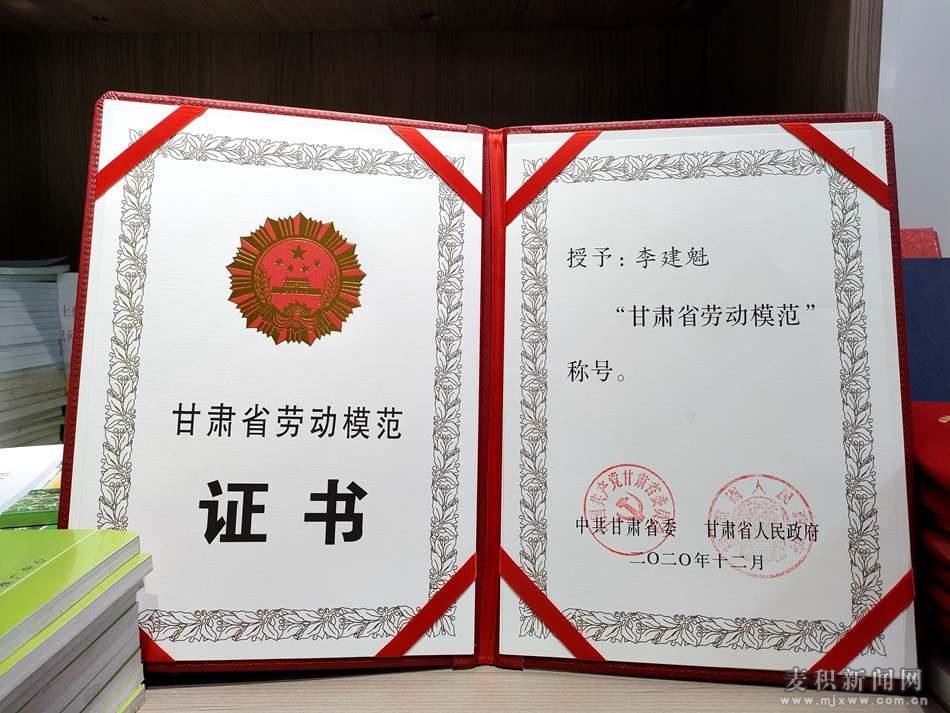 甘肃省劳动模范
证书
授予：李建魁
“甘肃省劳动模范”
称号。
中共甘肃省委 甘肃省人民政府
二〇二〇年十二月
麦积新闻网
www.mjxww.com.cn